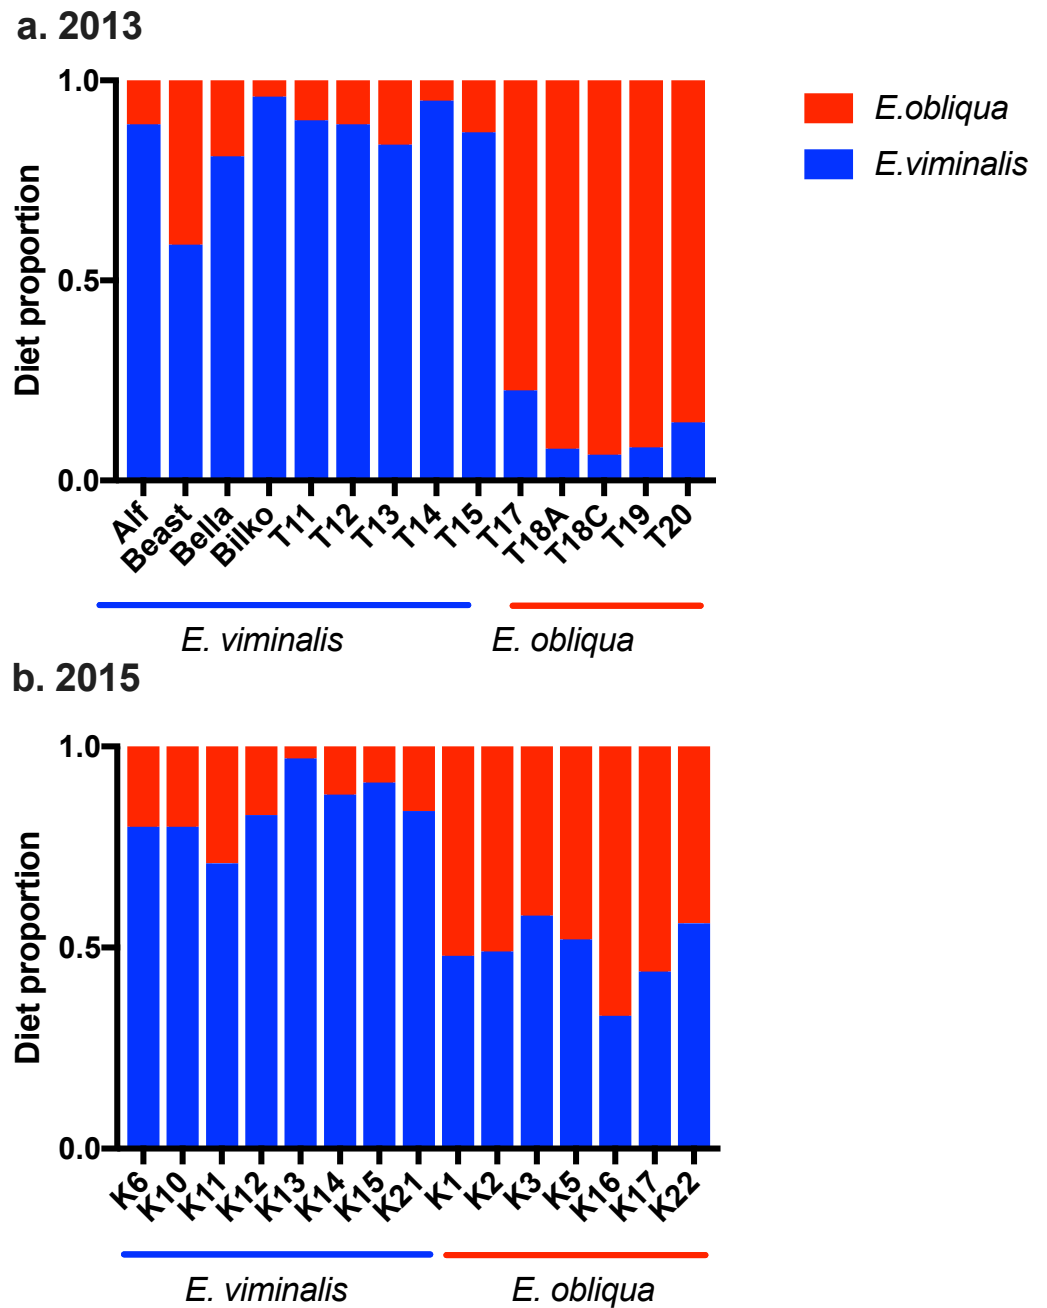 a. 2013
1.0
E.obliqua
E.viminalis
Diet proportion
0.5
0.0
Alf Beast Bella Bilko T11 T12 T13 T14 T15 T17 T18A T18C T19 T20
E. viminalis E. obliqua
b. 2015
1.0
Diet proportion
0.5
0.0
K6 K10 K11 K12 K13 K14 K15 K21 K1 K2 K3 K5 K16 K17 K22
E. viminalis E. obliqua